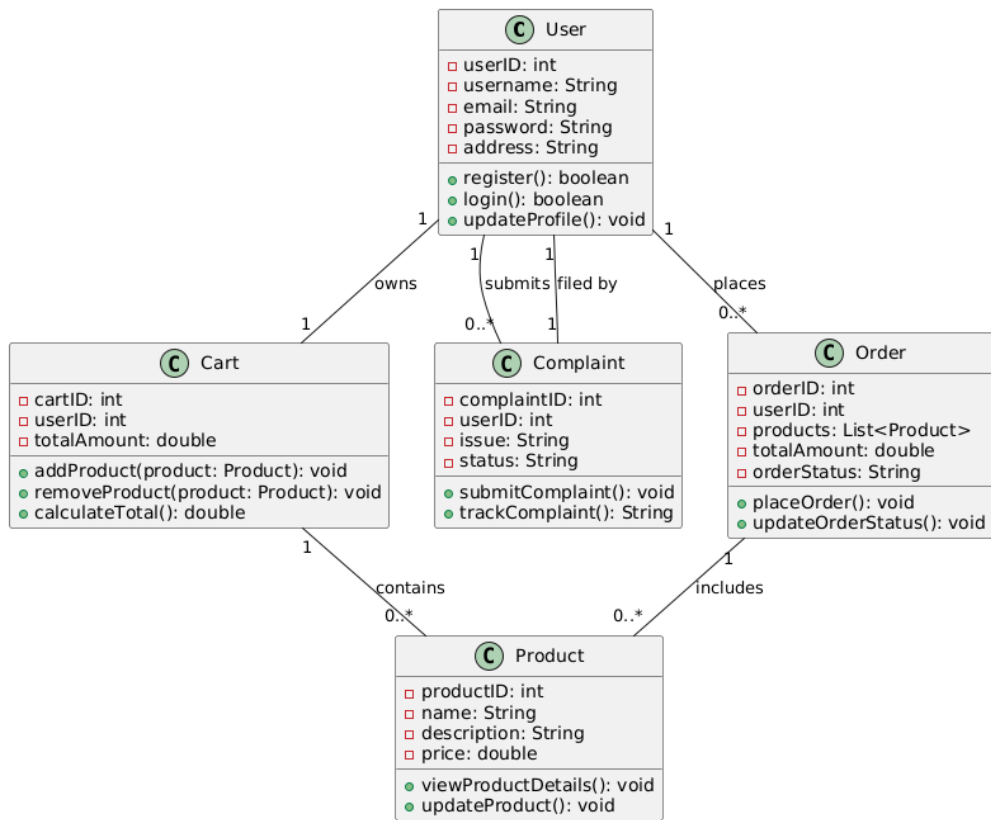 C User
userID: int
username: String
email: String
password: String
address: String
register(): boolean
login(): boolean
updateProfile(): void
1
1
1
1
owns
submits
filed by
places
1
0..*
1
0..*
C Cart
cartID: int
userID: int
totalAmount: double
addProduct(product: Product): void
removeProduct(product: Product): void
calculateTotal(): double
C Complaint
complaintID: int
userID: int
issue: String
status: String
submitComplaint(): void
trackComplaint(): String
C Order
orderID: int
userID: int
products: List<Product>
totalAmount: double
orderStatus: String
placeOrder(): void
updateOrderStatus(): void
1
1
contains
includes
0..*
0..*
C Product
productID: int
name: String
description: String
price: double
viewProductDetails(): void
updateProduct(): void